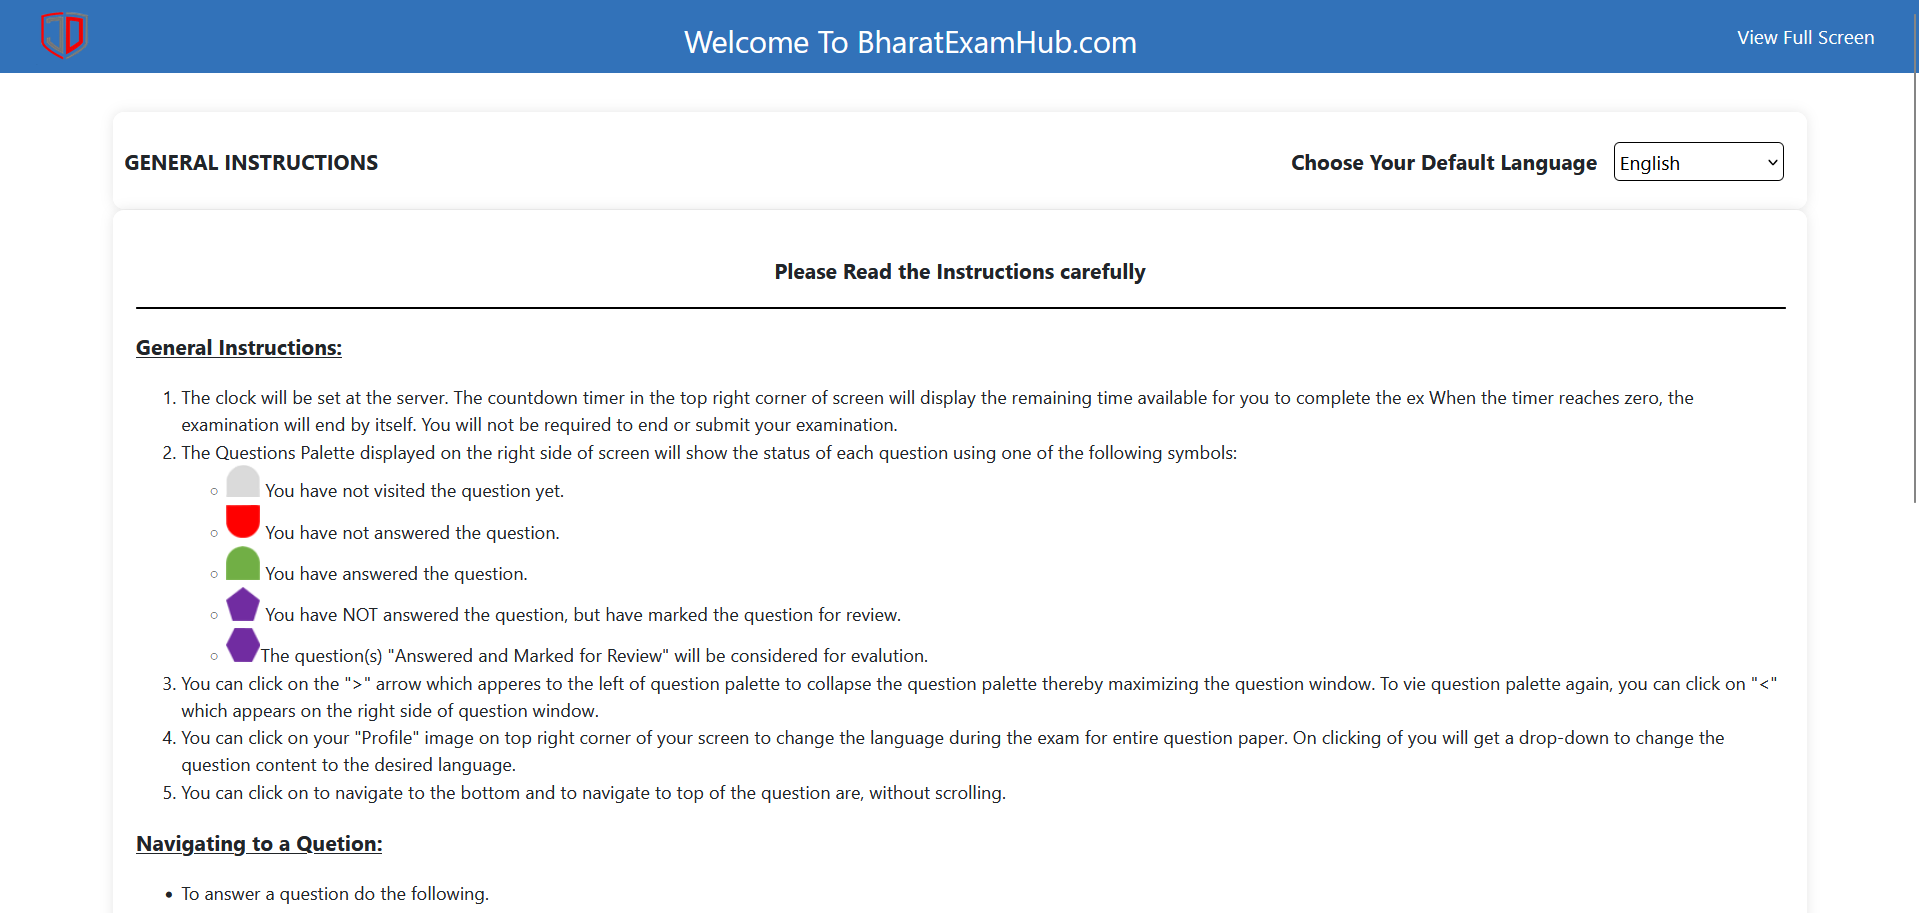 JD
Welcome To BharatExamHub.com
View Full Screen
GENERAL INSTRUCTIONS
Choose Your Default Language
English
Please Read the Instructions carefully
General Instructions:
1. The clock will be set at the server. The countdown timer in the top right corner of screen will display the remaining time available for you to complete the ex When the timer reaches zero, the
examination will end by itself. You will not be required to end or submit your examination.
2. The Questions Palette displayed on the right side of screen will show the status of each question using one of the following symbols:
You have not visited the question yet.
You have not answered the question.
You have answered the question.
You have NOT answered the question, but have marked the question for review.
The question(s) "Answered and Marked for Review" will be considered for evalution.
3. You can click on the ">" arrow which apperes to the left of question palette to collapse the question palette thereby maximizing the question window. To vie question palette again, you can click on "<"
which appears on the right side of question window.
4. You can click on your "Profile" image on top right corner of your screen to change the language during the exam for entire question paper. On clicking of you will get a drop-down to change the
question content to the desired language.
5. You can click on to navigate to the bottom and to navigate to top of the question are, without scrolling.
Navigating to a Quetion:
• To answer a question do the following.